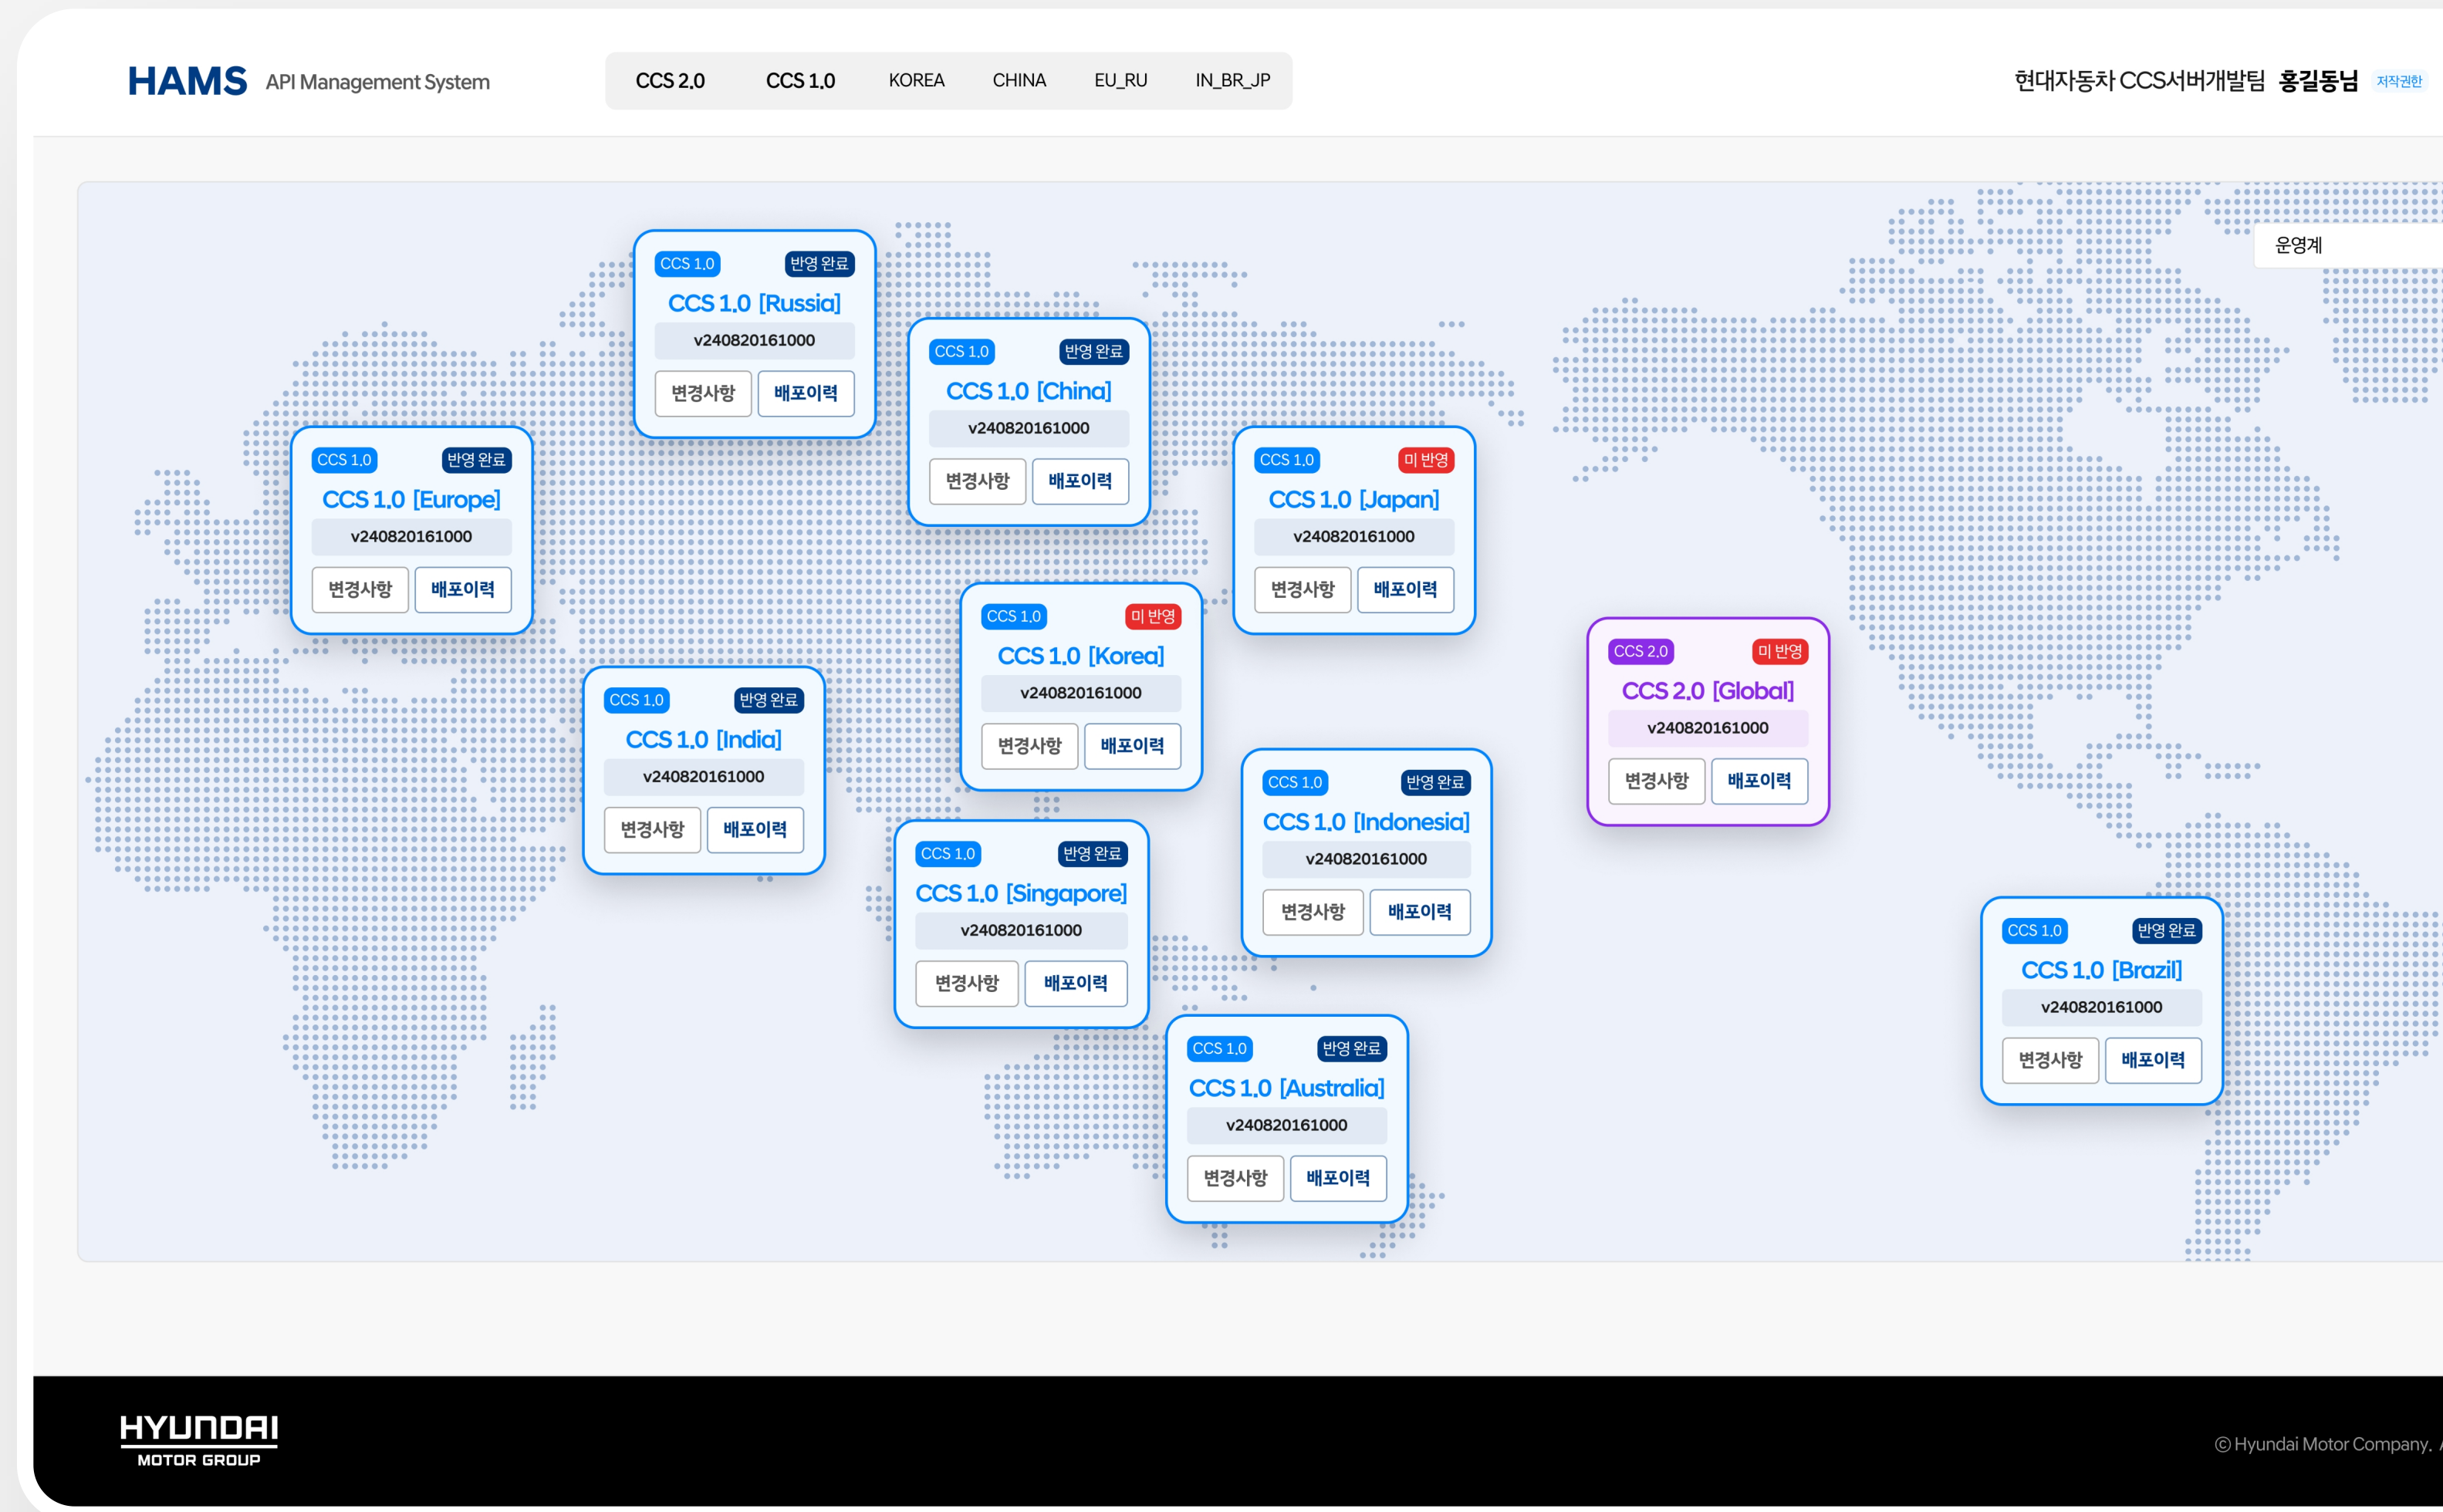 HAMS API Management System
CCS 2.0 CCS 1.0 KOREA CHINA EU_RU IN_BR_JP
현대자동차 CCS서버개발팀 홍길동님 저작권한
운영계
CCS 1.0 반영 완료
CCS 1.0 [Russia]
v240820161000
변경사항 배포이력
CCS 1.0 반영 완료
CCS 1.0 [China]
v240820161000
변경사항 배포이력
CCS 1.0 반영 완료
CCS 1.0 [Europe]
v240820161000
변경사항 배포이력
CCS 1.0 미 반영
CCS 1.0 [Japan]
v240820161000
변경사항 배포이력
CCS 1.0 미 반영
CCS 1.0 [Korea]
v240820161000
변경사항 배포이력
CCS 2.0 미 반영
CCS 2.0 [Global]
v240820161000
변경사항 배포이력
CCS 1.0 반영 완료
CCS 1.0 [India]
v240820161000
변경사항 배포이력
CCS 1.0 반영 완료
CCS 1.0 [Indonesia]
v240820161000
변경사항 배포이력
CCS 1.0 반영 완료
CCS 1.0 [Singapore]
v240820161000
변경사항 배포이력
CCS 1.0 반영 완료
CCS 1.0 [Brazil]
v240820161000
변경사항 배포이력
CCS 1.0 반영 완료
CCS 1.0 [Australia]
v240820161000
변경사항 배포이력
HYUNDAI
MOTOR GROUP
© Hyundai Motor Company.